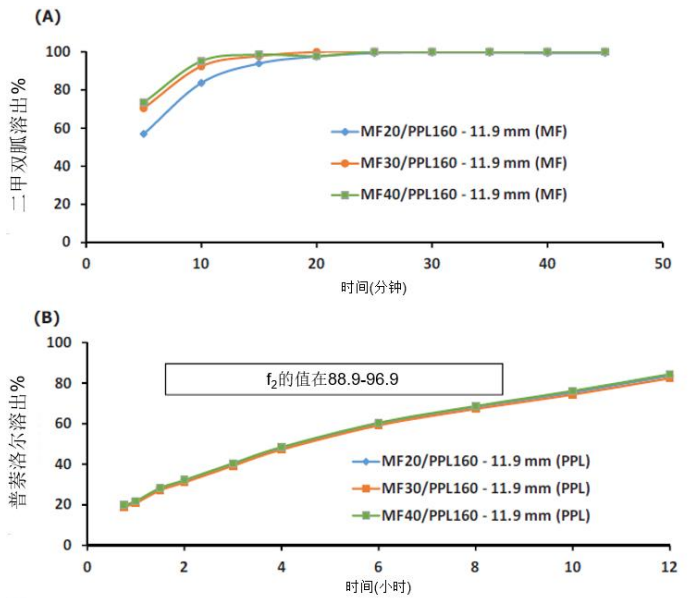 (A)
二甲双胍溶出%
100
80
60
40
20
0
MF20/PPL160 - 11.9 mm (MF)
MF30/PPL160 - 11.9 mm (MF)
MF40/PPL160 - 11.9 mm (MF)
0 10 20 30 40 50
时间(分钟)
(B)
普萘洛尔溶出%
100
80
60
40
20
0
f₂的值在88.9-96.9
MF20/PPL160 - 11.9 mm (PPL)
MF30/PPL160 - 11.9 mm (PPL)
MF40/PPL160 - 11.9 mm (PPL)
0 2 4 6 8 10 12
时间(小时)